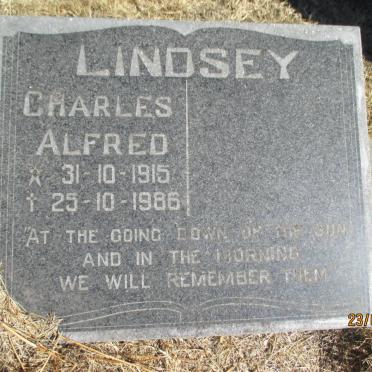 LINDSEY
CHARLES
ALFRED
☆ 31-10-1915
† 25-10-1986
"AT THE GOING DOWN OF THE SUN
AND IN THE MORNING
WE WILL REMEMBER THEM
23/